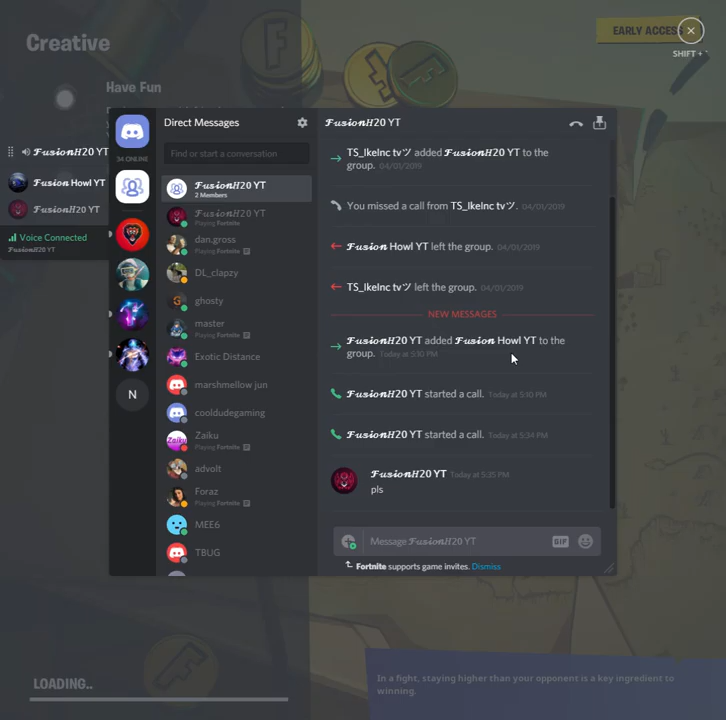 Creative
EARLY ACCESS
SHIFT +
Have Fun
Direct Messages
FusionH20 YT
34 ONLINE
Find or start a conversation
FusionH20 YT
Fusion Howl YT
FusionH20 YT
Voice Connected
FusionH20 YT
N
FusionH20 YT
2 Members
FusionH20 YT
Playing Fortnite
dan.gross
Playing Fortnite
DL_clapzy
ghosty
master
Playing Fortnite
Exotic Distance
marshmellow jun
cooldudegaming
Zaiku
Playing Fortnite
advolt
Foraz
Playing Fortnite
MEE6
TBUG
TS_IkeInc tvツ added FusionH20 YT to the
group. 04/01/2019
You missed a call from TS_IkeInc tvツ. 04/01/2019
Fusion Howl YT left the group. 04/01/2019
TS_IkeInc tvツ left the group. 04/01/2019
NEW MESSAGES
FusionH20 YT added Fusion Howl YT to the
group. Today at 5:10 PM
FusionH20 YT started a call. Today at 5:10 PM
FusionH20 YT started a call. Today at 5:34 PM
FusionH20 YT Today at 5:35 PM
pls
Message FusionH20 YT
GIF
Fortnite supports game invites. Dismiss
LOADING..
In a fight, staying higher than your opponent is a key ingredient to
winning.